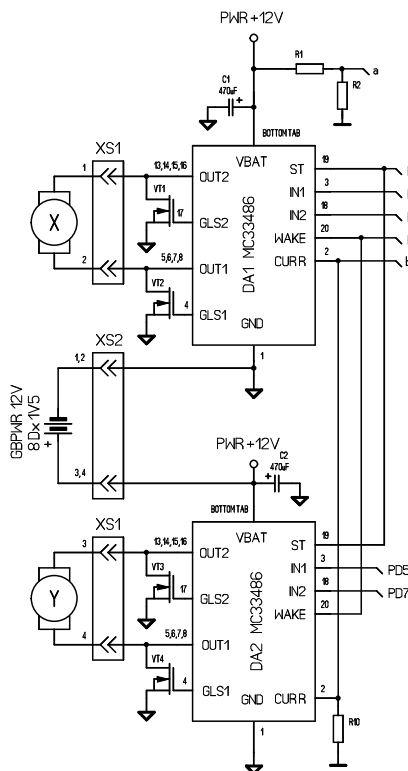 PWR+12V
R1
a
R2
C1
470uF
+
BOTTOM TAB
XS1
1
13,14,15,16
OUT2
VBAT
ST
19
VT1
17
GLS2
IN1
3
X
IN2
18
WAKE
20
2
5,6,7,8
OUT1
CURR
2
VT2
4
GLS1
DA1 MC33486
GND
1
XS2
1,2
GBPWR 12V
8Dx1V5
+
3,4
PWR+12V
C2
470uF
+
BOTTOM TAB
XS1
3
13,14,15,16
OUT2
VBAT
ST
19
VT3
17
GLS2
IN1
3
PD5
Y
IN2
18
PD7
WAKE
20
4
5,6,7,8
OUT1
VT4
4
GLS1
DA2 MC33486
GND
CURR
2
1
R10